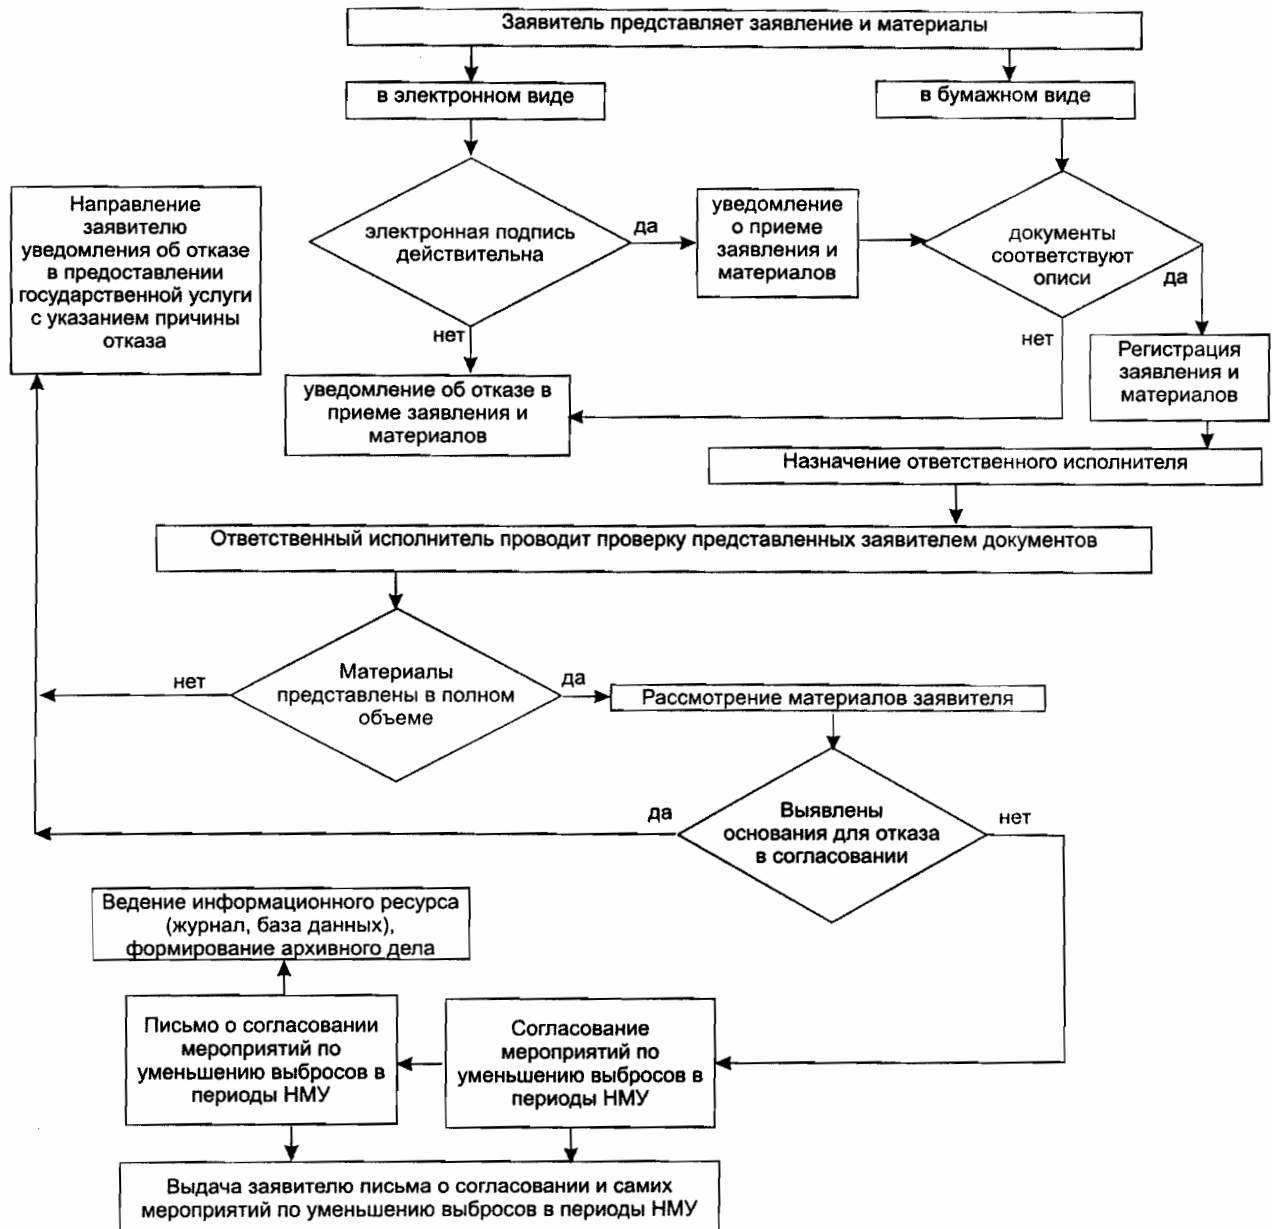 Заявитель представляет заявление и материалы
в электронном виде
в бумажном виде
Направление
заявителю
уведомления об отказе
в предоставлении
государственной услуги
с указанием причины
отказа
электронная подпись
действительна
да
нет
уведомление
о приеме
заявления и
материалов
документы
соответствуют
описи
да
нет
Регистрация
заявления и
материалов
уведомление об отказе в
приеме заявления и
материалов
Назначение ответственного исполнителя
Ответственный исполнитель проводит проверку представленных заявителем документов
Материалы
представлены в полном
объеме
нет
да
Рассмотрение материалов заявителя
Выявлены
основания для отказа
в согласовании
да
нет
Ведение информационного ресурса
(журнал, база данных),
формирование архивного дела
Письмо о согласовании
мероприятий по
уменьшению выбросов в
периоды НМУ
Согласование
мероприятий по
уменьшению выбросов в
периоды НМУ
Выдача заявителю письма о согласовании и самих
мероприятий по уменьшению выбросов в периоды НМУ